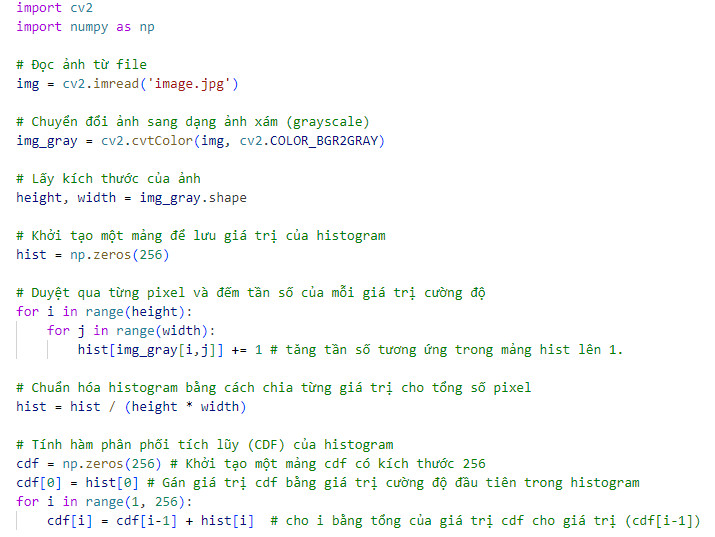 import cv2
import numpy as np

# Đọc ảnh từ file
img = cv2.imread('image.jpg')

# Chuyển đổi ảnh sang dạng ảnh xám (grayscale)
img_gray = cv2.cvtColor(img, cv2.COLOR_BGR2GRAY)

# Lấy kích thước của ảnh
height, width = img_gray.shape

# Khởi tạo một mảng để lưu giá trị của histogram
hist = np.zeros(256)

# Duyệt qua từng pixel và đếm tần số của mỗi giá trị cường độ
for i in range(height):
    for j in range(width):
        hist[img_gray[i,j]] += 1 # tăng tần số tương ứng trong mảng hist lên 1.

# Chuẩn hóa histogram bằng cách chia từng giá trị cho tổng số pixel
hist = hist / (height * width)

# Tính hàm phân phối tích lũy (CDF) của histogram
cdf = np.zeros(256) # Khởi tạo một mảng cdf có kích thước 256
cdf[0] = hist[0] # Gán giá trị cdf bằng giá trị cường độ đầu tiên trong histogram
for i in range(1, 256):
    cdf[i] = cdf[i-1] + hist[i]  # cho i bằng tổng của giá trị cdf cho giá trị (cdf[i-1])